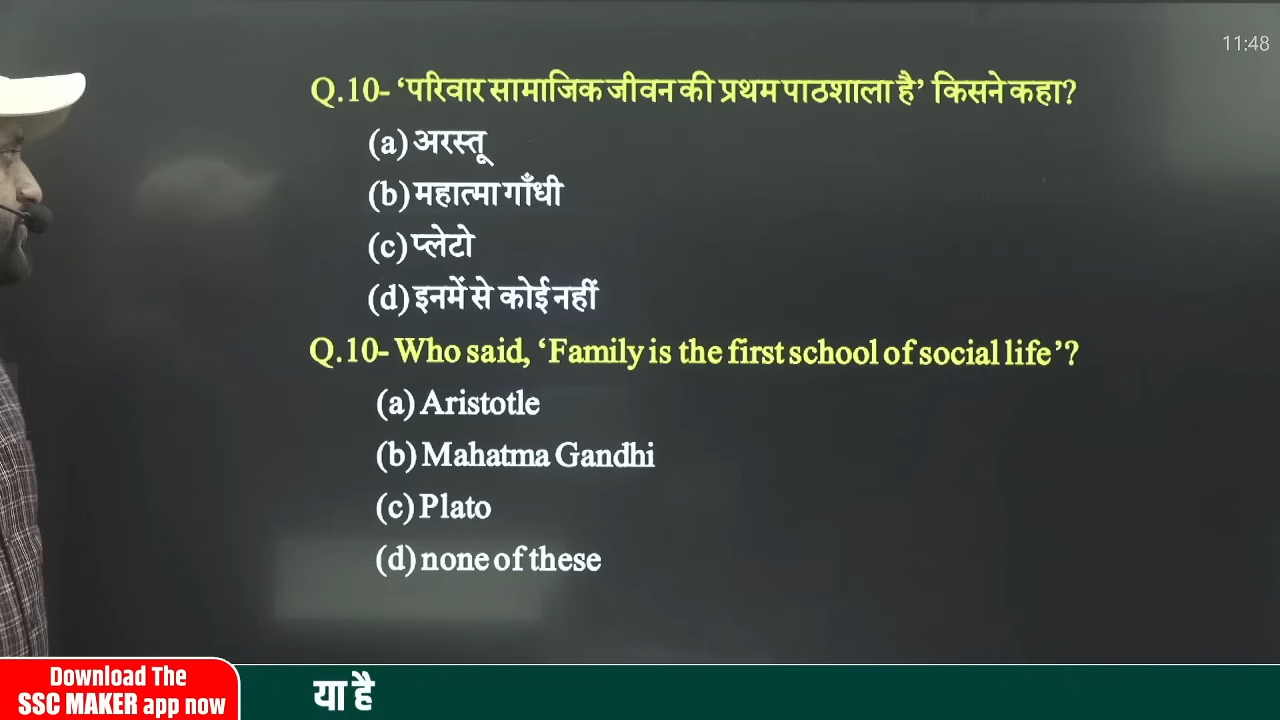 11:48
Q.10- ‘परिवार सामाजिक जीवन की प्रथम पाठशाला है’ किसने कहा?
(a) अरस्तू
(b) महात्मा गाँधी
(c) प्लेटो
(d) इनमें से कोई नहीं
Q.10- Who said, ‘Family is the first school of social life’?
(a) Aristotle
(b) Mahatma Gandhi
(c) Plato
(d) none of these
Download The
SSC MAKER app now
या है